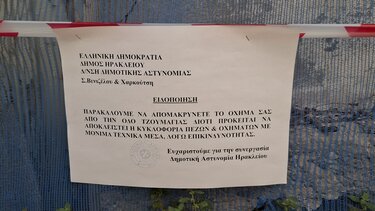 ΕΛΛΗΝΙΚΗ ΔΗΜΟΚΡΑΤΙΑ
ΔΗΜΟΣ ΗΡΑΚΛΕΙΟΥ
Δ/ΝΣΗ ΔΗΜΟΤΙΚΗΣ ΑΣΤΥΝΟΜΙΑΣ
Σ.Βενιζέλου & Χαρκούτση
ΕΙΔΟΠΟΙΗΣΗ
ΠΑΡΑΚΑΛΟΥΜΕ ΝΑ ΑΠΟΜΑΚΡΥΝΕΤΕ ΤΟ ΟΧΗΜΑ ΣΑΣ
ΑΠΟ ΤΗΝ ΟΔΟ ΤΖΟΥΜΑΓΙΑΣ ΔΙΟΤΙ ΠΡΟΚΕΙΤΑΙ ΝΑ
ΑΠΟΚΛΕΙΣΤΕΙ Η ΚΥΚΛΟΦΟΡΙΑ ΠΕΖΩΝ & ΟΧΗΜΑΤΩΝ ΜΕ
ΜΟΝΙΜΑ ΤΕΧΝΙΚΑ ΜΕΣΑ, ΛΟΓΩ ΕΠΙΚΙΝΔΥΝΟΤΗΤΑΣ.
Ευχαριστούμε για την συνεργασία
Δημοτική Αστυνομία Ηρακλείου